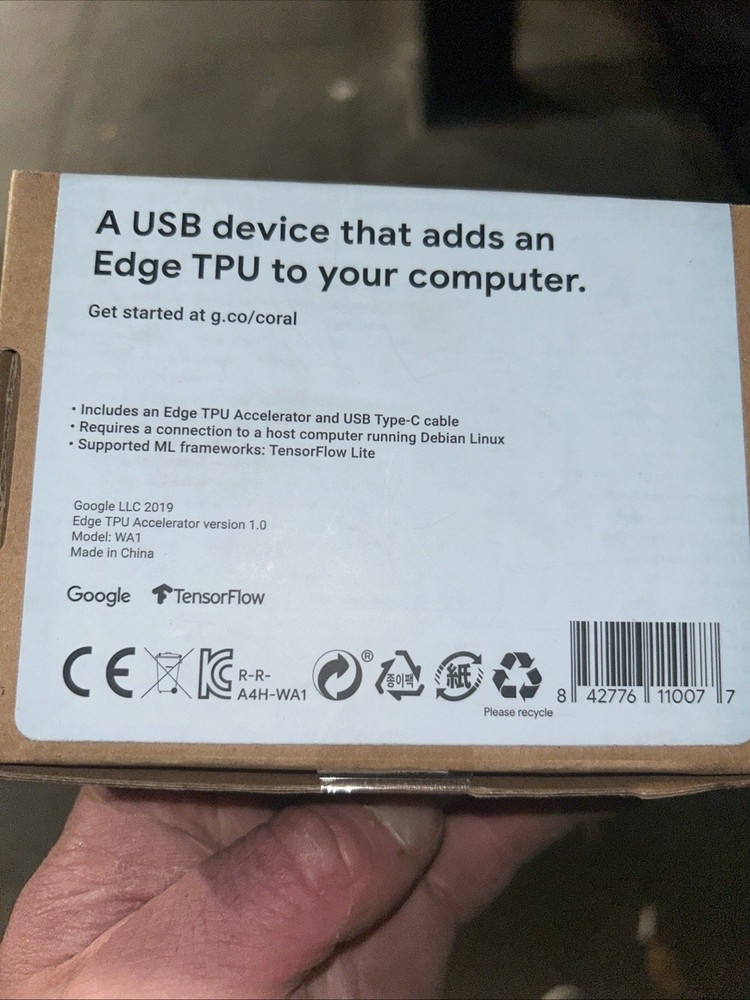 A USB device that adds an
Edge TPU to your computer.
Get started at g.co/coral
• Includes an Edge TPU Accelerator and USB Type-C cable
• Requires a connection to a host computer running Debian Linux
• Supported ML frameworks: TensorFlow Lite
Google LLC 2019
Edge TPU Accelerator version 1.0
Model: WA1
Made in China
Google TensorFlow
CE R-R-
A4H-WA1
®
종이팩
紙
Please recycle
8 42776 11007 7